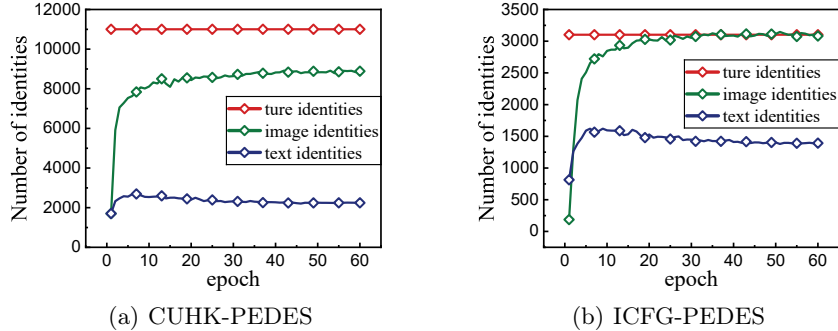 12000
10000
8000
6000
4000
2000
0
Number of identities
ture identities
image identities
text identities
0 10 20 30 40 50 60
epoch
(a) CUHK-PEDES
3500
3000
2500
2000
1500
1000
500
0
Number of identities
ture identities
image identities
text identities
0 10 20 30 40 50 60
epoch
(b) ICFG-PEDES